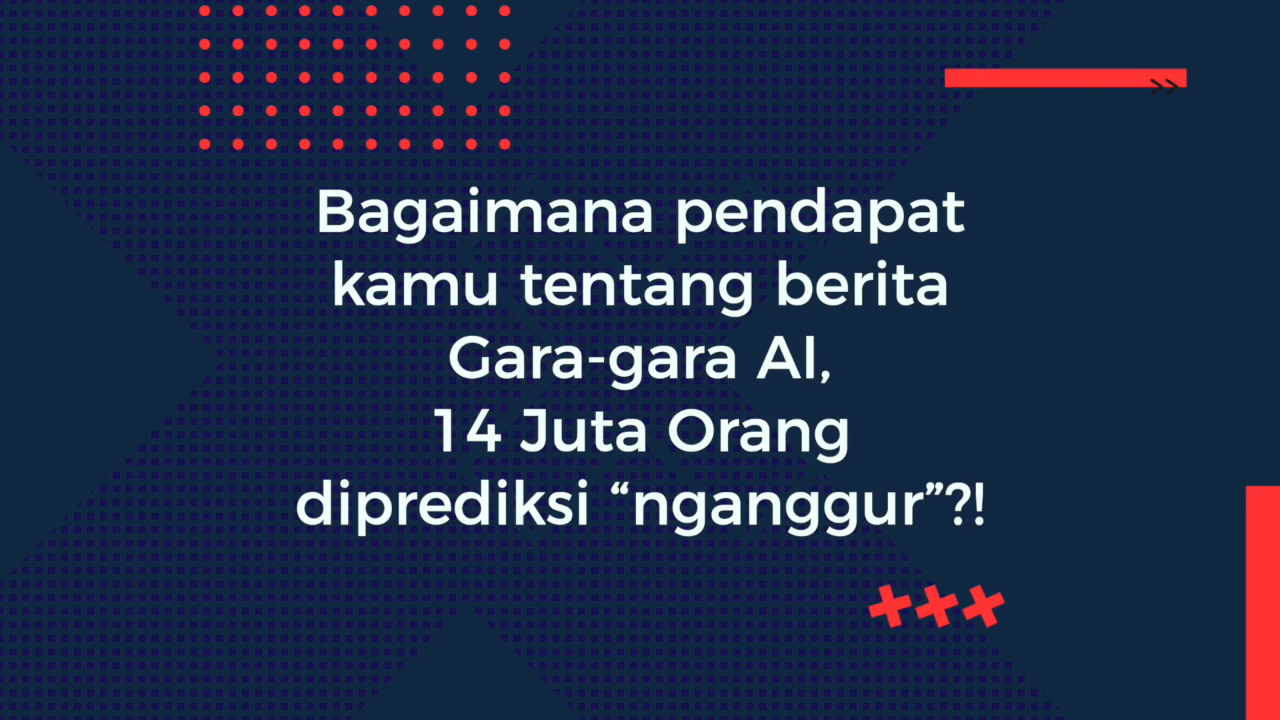 Bagaimana pendapat
kamu tentang berita
Gara-gara AI,
14 Juta Orang
diprediksi “nganggur”?!